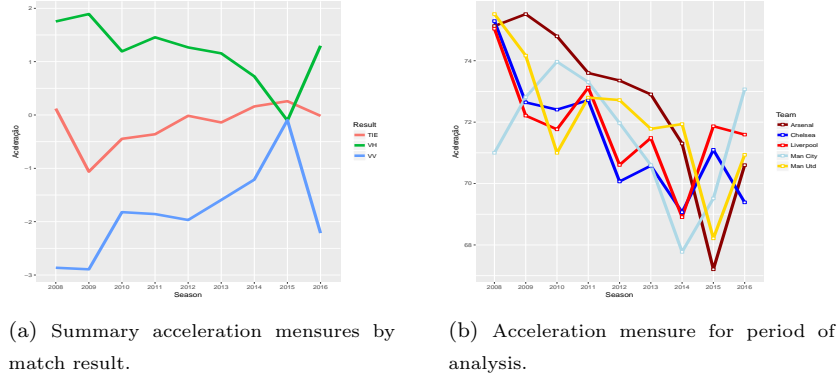 2
1
0
−1
−2
−3
Aceleração
2008 2009 2010 2011 2012 2013 2014 2015 2016
Season
Result
TIE
VH
VV
74
72
70
68
Aceleração
2008 2009 2010 2011 2012 2013 2014 2015 2016
Season
Team
Arsenal
Chelsea
Liverpool
Man City
Man Utd
(a) Summary acceleration mensures by
match result.
(b) Acceleration mensure for period of
analysis.